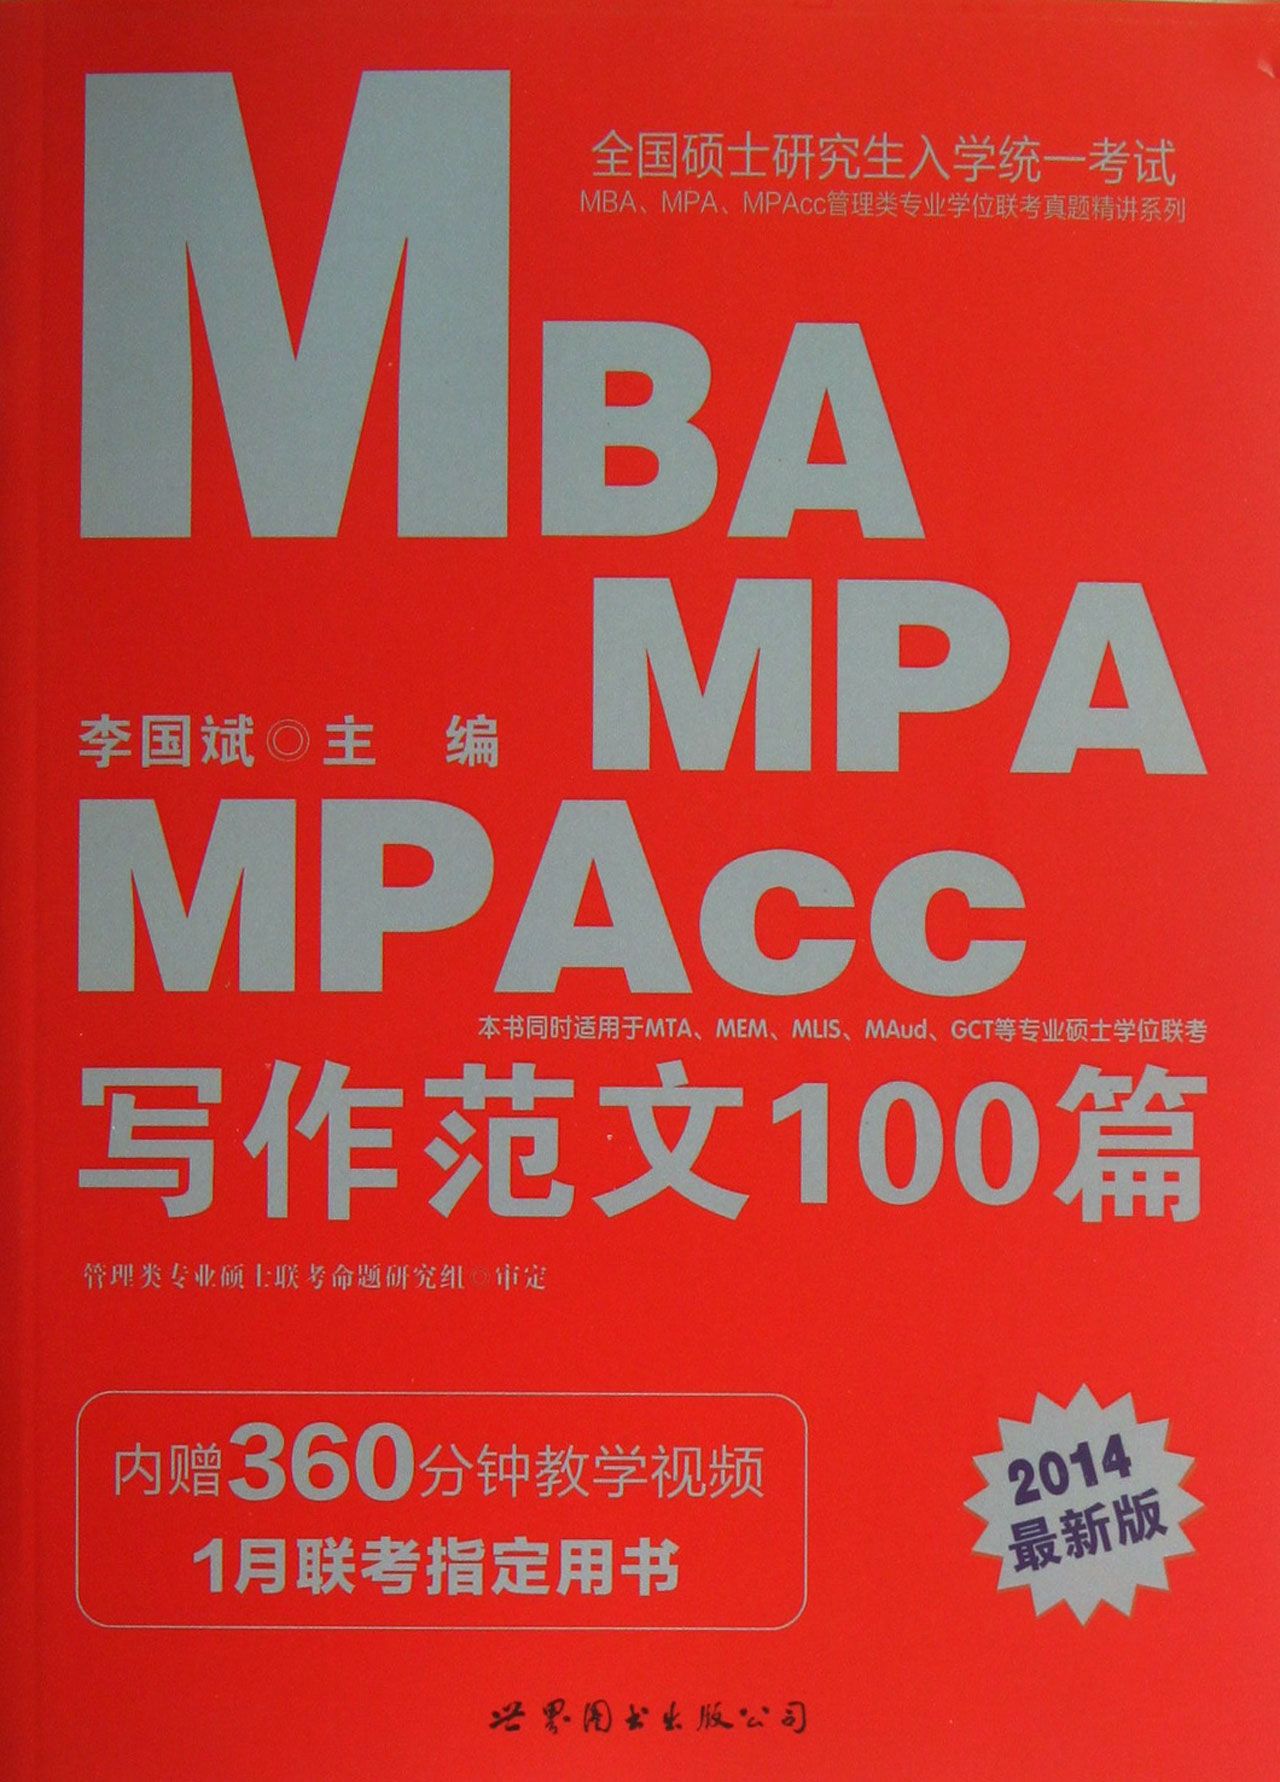 全国硕士研究生入学统一考试
MBA、MPA、MPAcc管理类专业学位联考真题精讲系列
MBA
MPA
李国斌◎主 编
MPAcc
本书同时适用于MTA、MEM、MLIS、MAud、GCT等专业硕士学位联考
写作范文100篇
管理类专业硕士联考命题研究组◎审定
内赠360分钟教学视频
1月联考指定用书
2014
最新版
世界图书出版公司